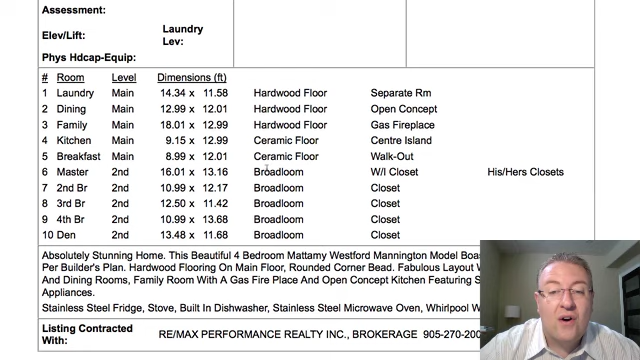 Assessment:
Elev/Lift: Laundry Lev:
Phys Hdcap-Equip:
# Room Level Dimensions (ft)
1 Laundry Main 14.34 x 11.58 Hardwood Floor Separate Rm
2 Dining Main 12.99 x 12.01 Hardwood Floor Open Concept
3 Family Main 18.01 x 12.99 Hardwood Floor Gas Fireplace
4 Kitchen Main 9.15 x 12.99 Ceramic Floor Centre Island
5 Breakfast Main 8.99 x 12.01 Ceramic Floor Walk-Out
6 Master 2nd 16.01 x 13.16 Broadloom W/I Closet His/Hers Closets
7 2nd Br 2nd 10.99 x 12.17 Broadloom Closet
8 3rd Br 2nd 12.50 x 11.42 Broadloom Closet
9 4th Br 2nd 10.99 x 13.68 Broadloom Closet
10 Den 2nd 13.48 x 11.68 Broadloom Closet
Absolutely Stunning Home. This Beautiful 4 Bedroom Mattamy Westford Mannington Model Boas
Per Builder's Plan. Hardwood Flooring On Main Floor, Rounded Corner Bead. Fabulous Layout W
And Dining Rooms, Family Room With A Gas Fire Place And Open Concept Kitchen Featuring S
Appliances.
Stainless Steel Fridge, Stove, Built In Dishwasher, Stainless Steel Microwave Oven, Whirlpool W
Listing Contracted With: RE/MAX PERFORMANCE REALTY INC., BROKERAGE 905-270-200